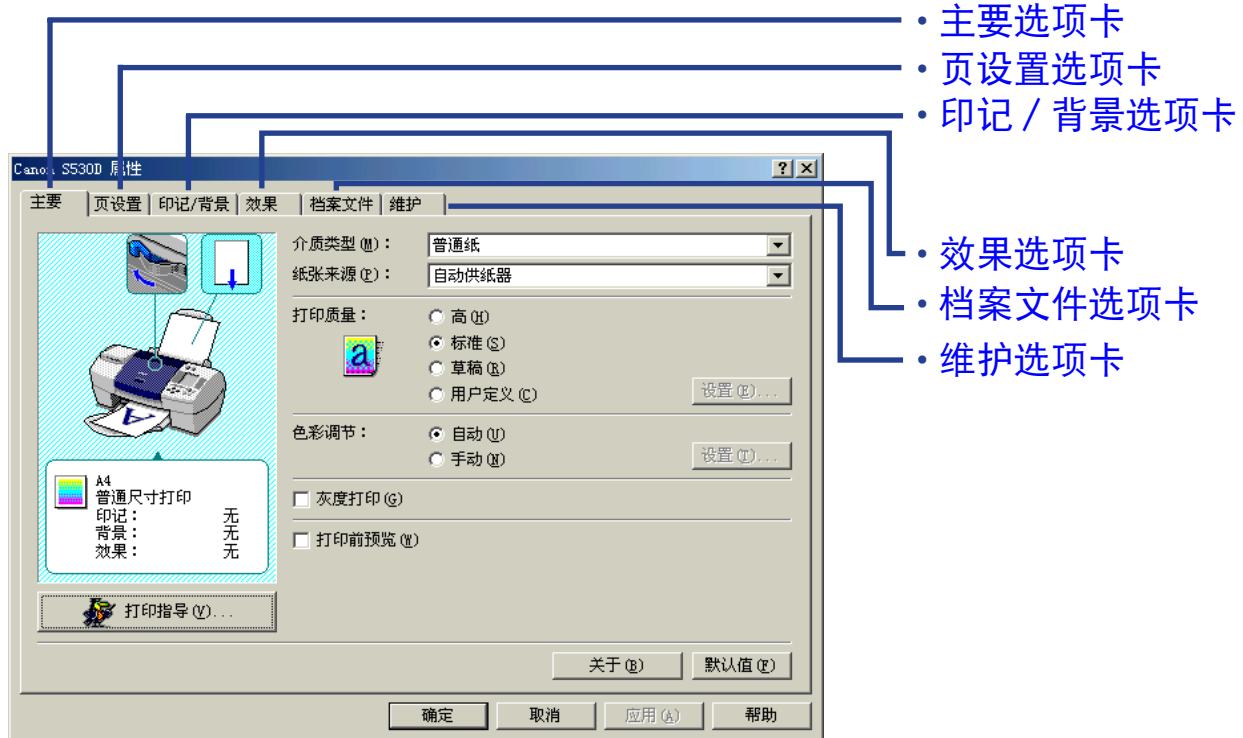 ・主要选项卡
・页设置选项卡
・印记 / 背景选项卡
Canon S530D 属性
主要 页设置 印记/背景 效果 档案文件 维护
・效果选项卡
・档案文件选项卡
・维护选项卡
介质类型(M)： 普通纸
纸张来源(P)： 自动供纸器
打印质量： 高(H)
标准(S)
草稿(R)
用户定义(C) 设置(E)...
色彩调节： 自动(U)
手动(N) 设置(T)...
灰度打印(G)
打印前预览(W)
a
A
A4
普通尺寸打印
印记： 无
背景： 无
效果： 无
打印指导(V)...
关于(B) 默认值(F)
确定 取消 应用(A) 帮助